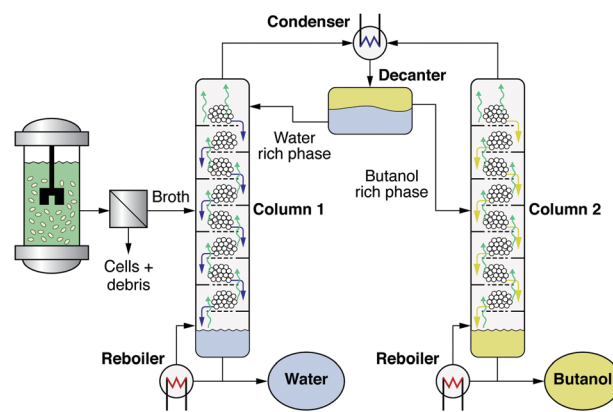 Condenser
Decanter
Water
rich phase
Butanol
rich phase
Broth
Column 1
Column 2
Cells +
debris
Reboiler
Water
Reboiler
Butanol